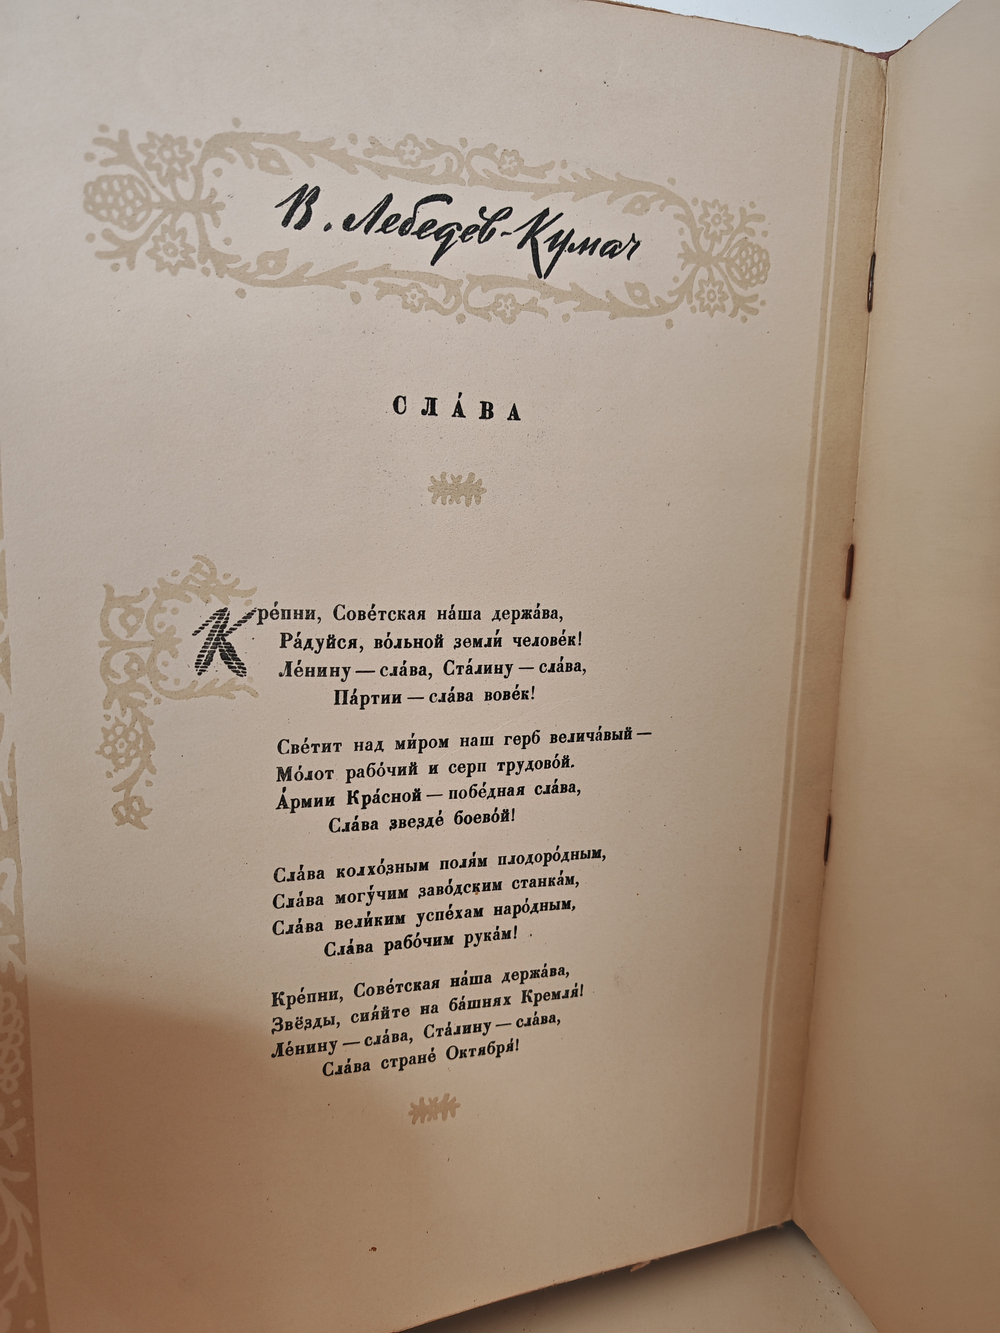 В. Лебедев-Кумач
СЛА́ВА
Кре́пни, Сове́тская на́ша держа́ва,
Ра́дуйся, во́льной земли́ челове́к!
Ле́нину — сла́ва, Ста́лину — сла́ва,
Па́ртии — сла́ва вове́к!
Све́тит над ми́ром наш герб велича́вый —
Мо́лот рабо́чий и серп трудово́й.
А́рмии Кра́сной — побе́дная сла́ва,
Сла́ва звезде́ боево́й!
Сла́ва колхо́зным поля́м плодоро́дным,
Сла́ва могу́чим заво́дским станка́м,
Сла́ва вели́ким успе́хам наро́дным,
Сла́ва рабо́чим рука́м!
Кре́пни, Сове́тская на́ша держа́ва,
Звёзды, сия́йте на ба́шнях Кремля́!
Ле́нину — сла́ва, Ста́лину — сла́ва,
Сла́ва стране́ Октября́!